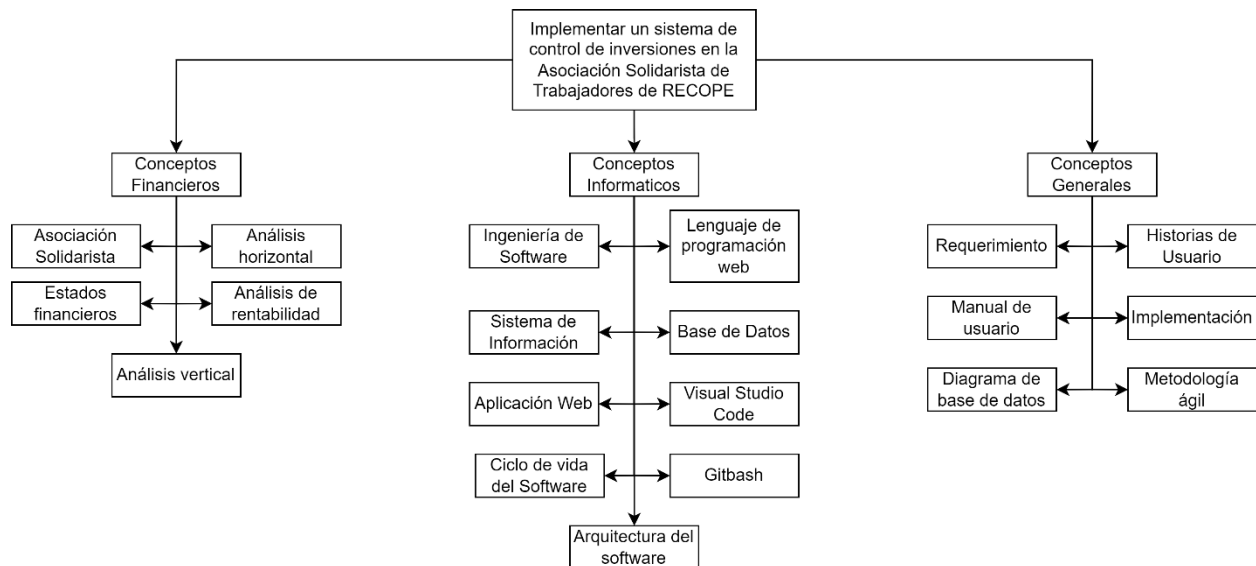 Implementar un sistema de
control de inversiones en la
Asociación Solidarista de
Trabajadores de RECOPE
Conceptos
Financieros
Conceptos
Informaticos
Conceptos
Generales
Asociación
Solidarista
Análisis
horizontal
Estados
financieros
Análisis de
rentabilidad
Análisis vertical
Ingeniería de
Software
Lenguaje de
programación
web
Sistema de
Información
Base de Datos
Aplicación Web
Visual Studio
Code
Ciclo de vida
del Software
Gitbash
Arquitectura del
software
Requerimiento
Historias de
Usuario
Manual de
usuario
Implementación
Diagrama de
base de datos
Metodología
ágil